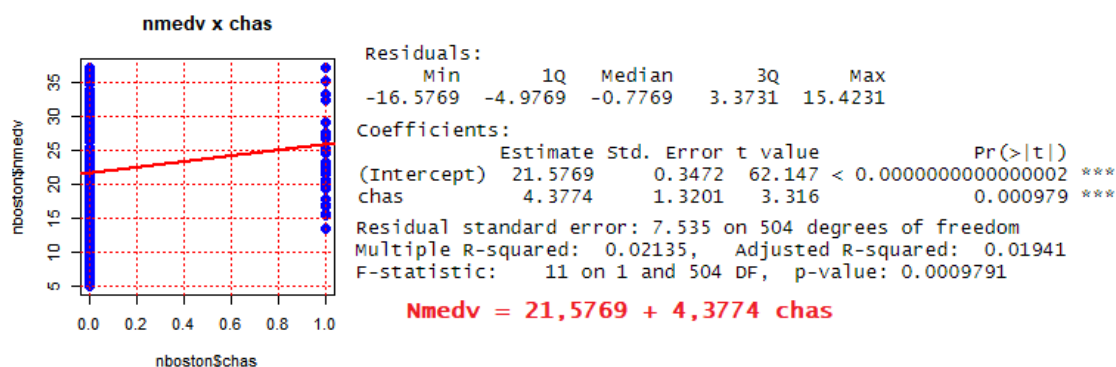 nmedv x chas
nboston$nmedv
35
30
25
20
15
10
5
0.0 0.2 0.4 0.6 0.8 1.0
nboston$chas
Residuals:
Min 1Q Median 3Q Max
-16.5769 -4.9769 -0.7769 3.3731 15.4231
Coefficients:
Estimate Std. Error t value Pr(>|t|)
(Intercept) 21.5769 0.3472 62.147 < 0.0000000000000002 ***
chas 4.3774 1.3201 3.316 0.000979 ***
Residual standard error: 7.535 on 504 degrees of freedom
Multiple R-squared: 0.02135, Adjusted R-squared: 0.01941
F-statistic: 11 on 1 and 504 DF, p-value: 0.0009791
Nmedv = 21,5769 + 4,3774 chas